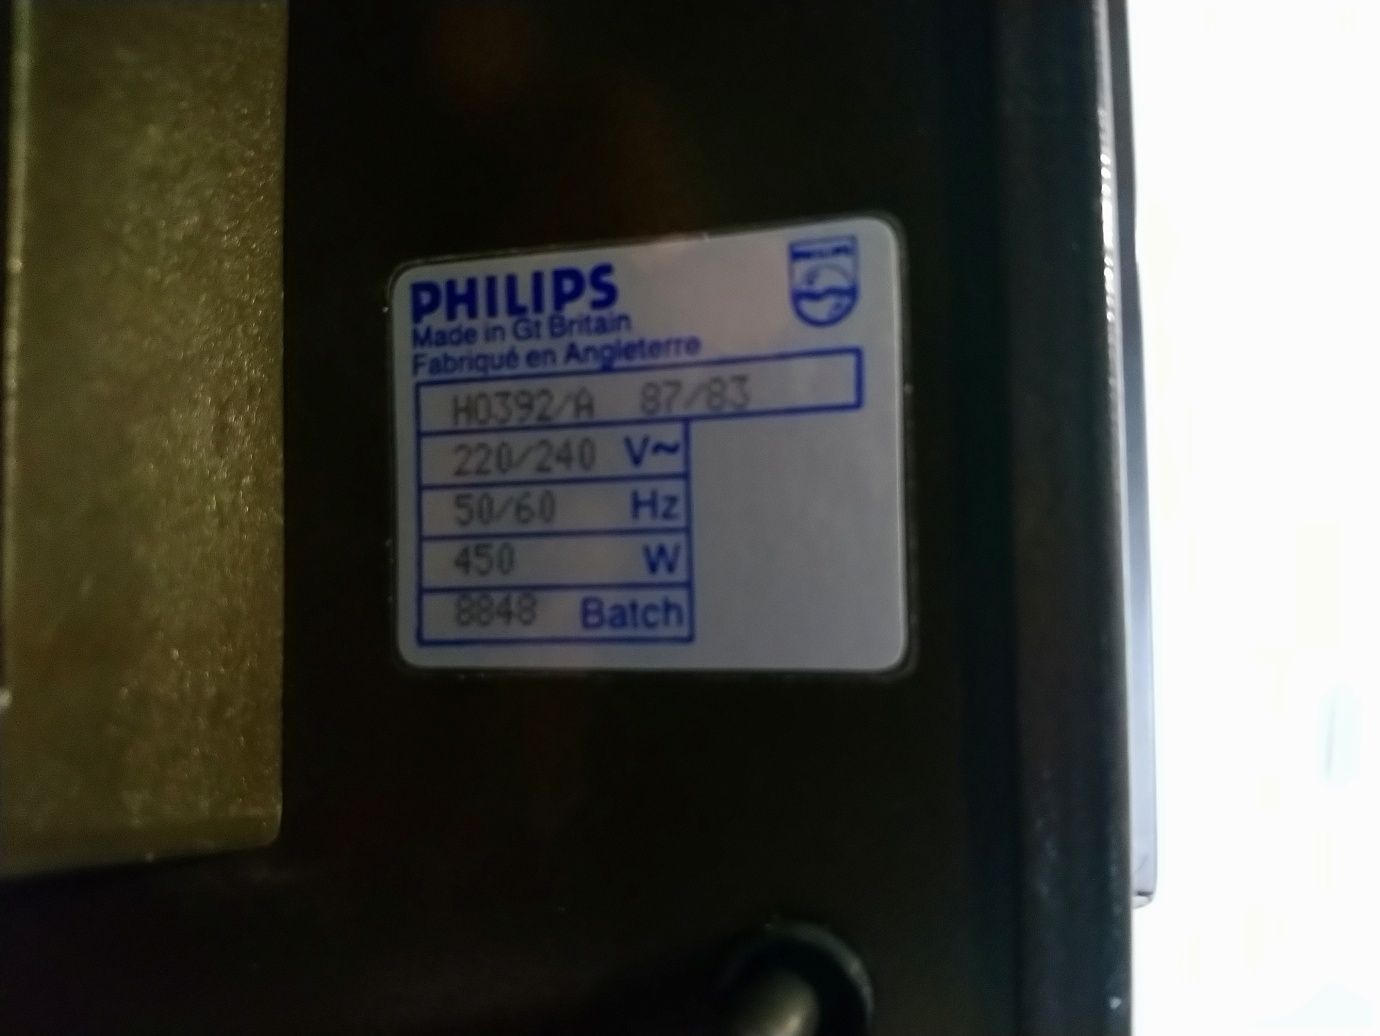 PHILIPS
PHILIPS
Made in Gt Britain
Fabriqué en Angleterre
H0392/A 87/83
220/240 V~
50/60 Hz
450 W
8848 Batch